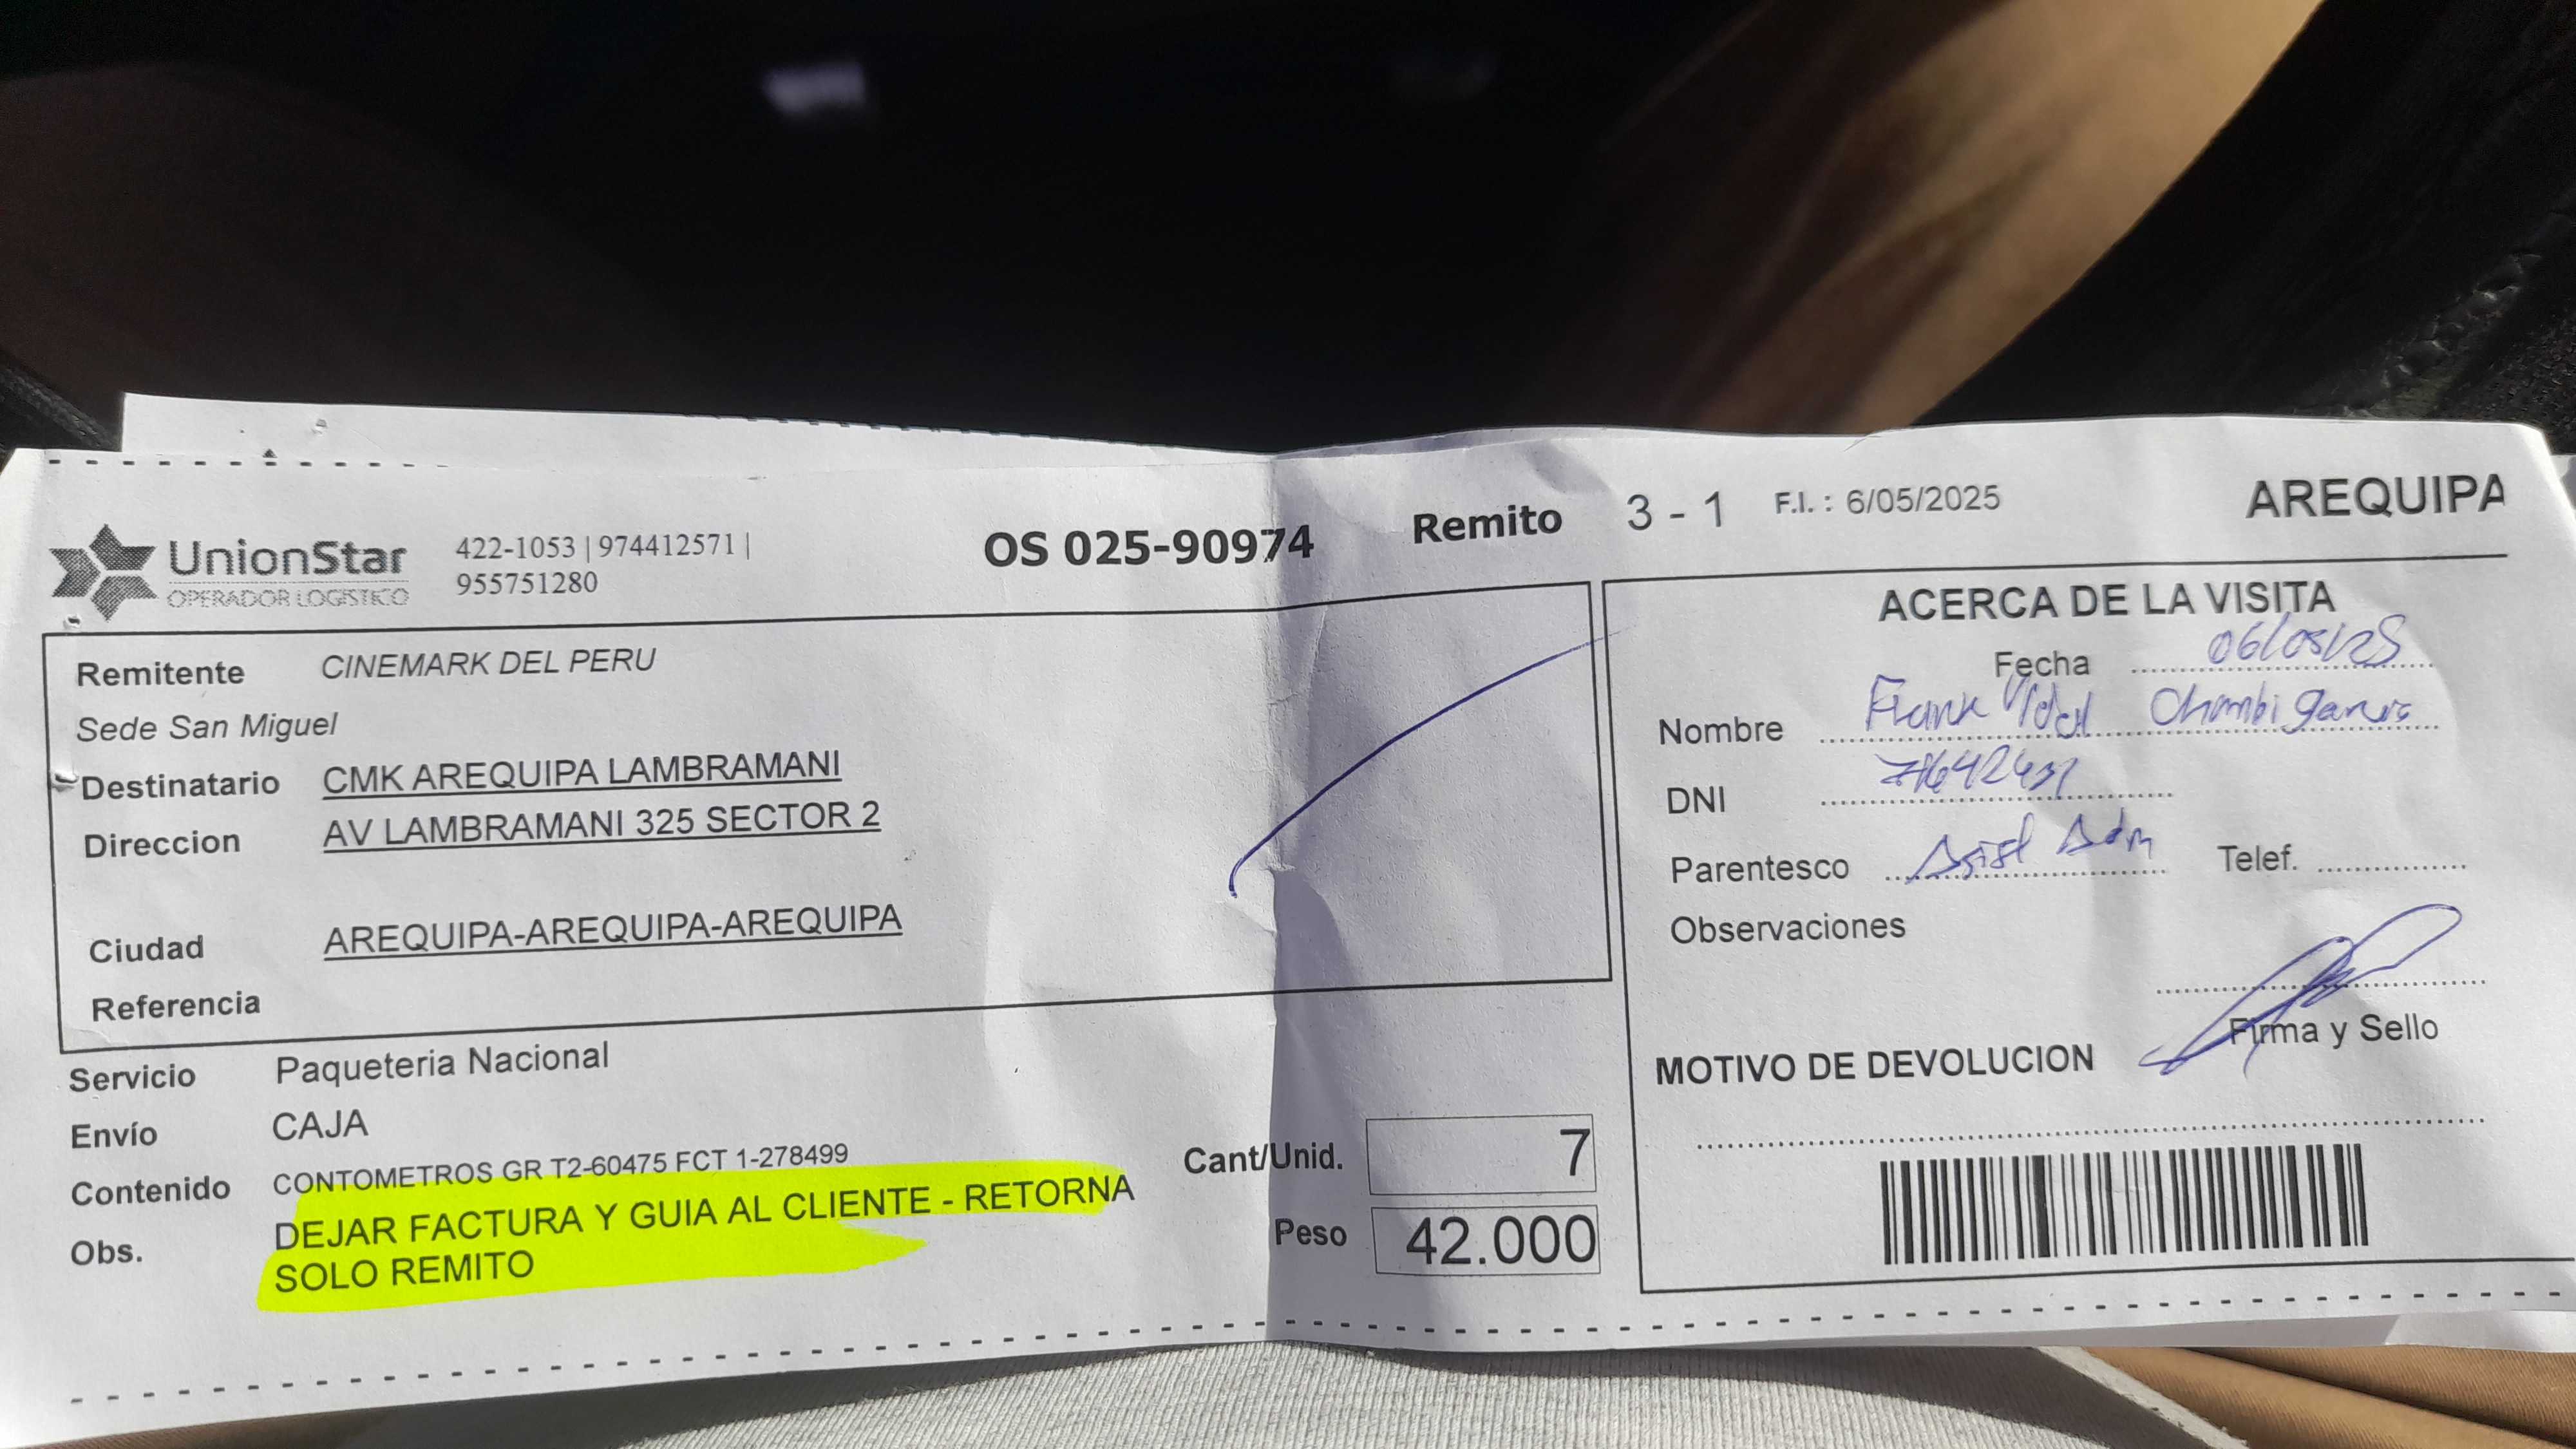 UnionStar
OPERADOR LOGISTICO
422-1053 | 974412571 |
955751280
OS 025-90974
Remito 3 - 1 F.I. : 6/05/2025
AREQUIPA
Remitente CINEMARK DEL PERU
Sede San Miguel
Destinatario CMK AREQUIPA LAMBRAMANI
Direccion AV LAMBRAMANI 325 SECTOR 2
Ciudad AREQUIPA-AREQUIPA-AREQUIPA
Referencia
Servicio Paqueteria Nacional
Envío CAJA
Contenido CONTOMETROS GR T2-60475 FCT 1-278499
Obs. DEJAR FACTURA Y GUIA AL CLIENTE - RETORNA
SOLO REMITO
Cant/Unid. 7
Peso 42.000
ACERCA DE LA VISITA
Fecha 06/05/25
Nombre Frank
DNI
Parentesco Asist Adm Telef.
Observaciones
Firma y Sello
MOTIVO DE DEVOLUCION